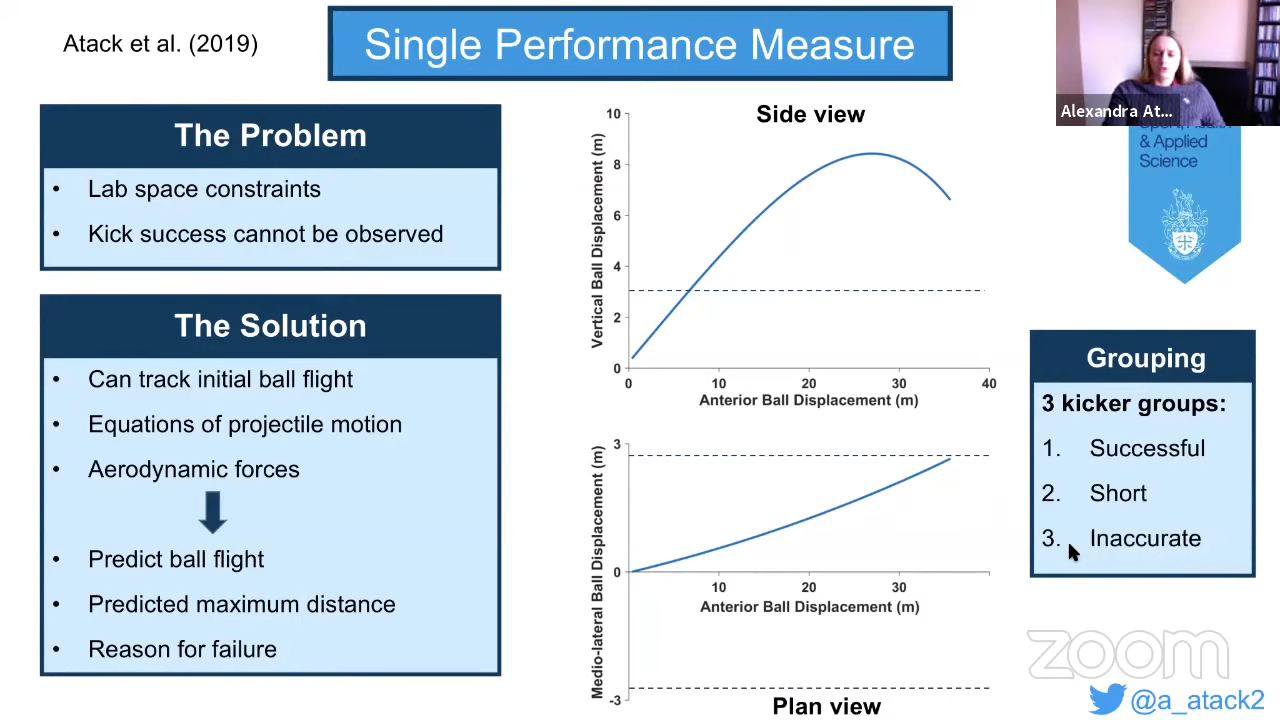 Atack et al. (2019)
Single Performance Measure
Alexandra At...
& Applied
Science
The Problem
• Lab space constraints
• Kick success cannot be observed
The Solution
• Can track initial ball flight
• Equations of projectile motion
• Aerodynamic forces
• Predict ball flight
• Predicted maximum distance
• Reason for failure
Side view
Vertical Ball Displacement (m)
10
8
6
4
2
0
0 10 20 30 40
Anterior Ball Displacement (m)
Medio-lateral Ball Displacement (m)
3
0
-3
10 20 30
Anterior Ball Displacement (m)
Plan view
Grouping
3 kicker groups:
1. Successful
2. Short
3. Inaccurate
zoom
@a_atack2